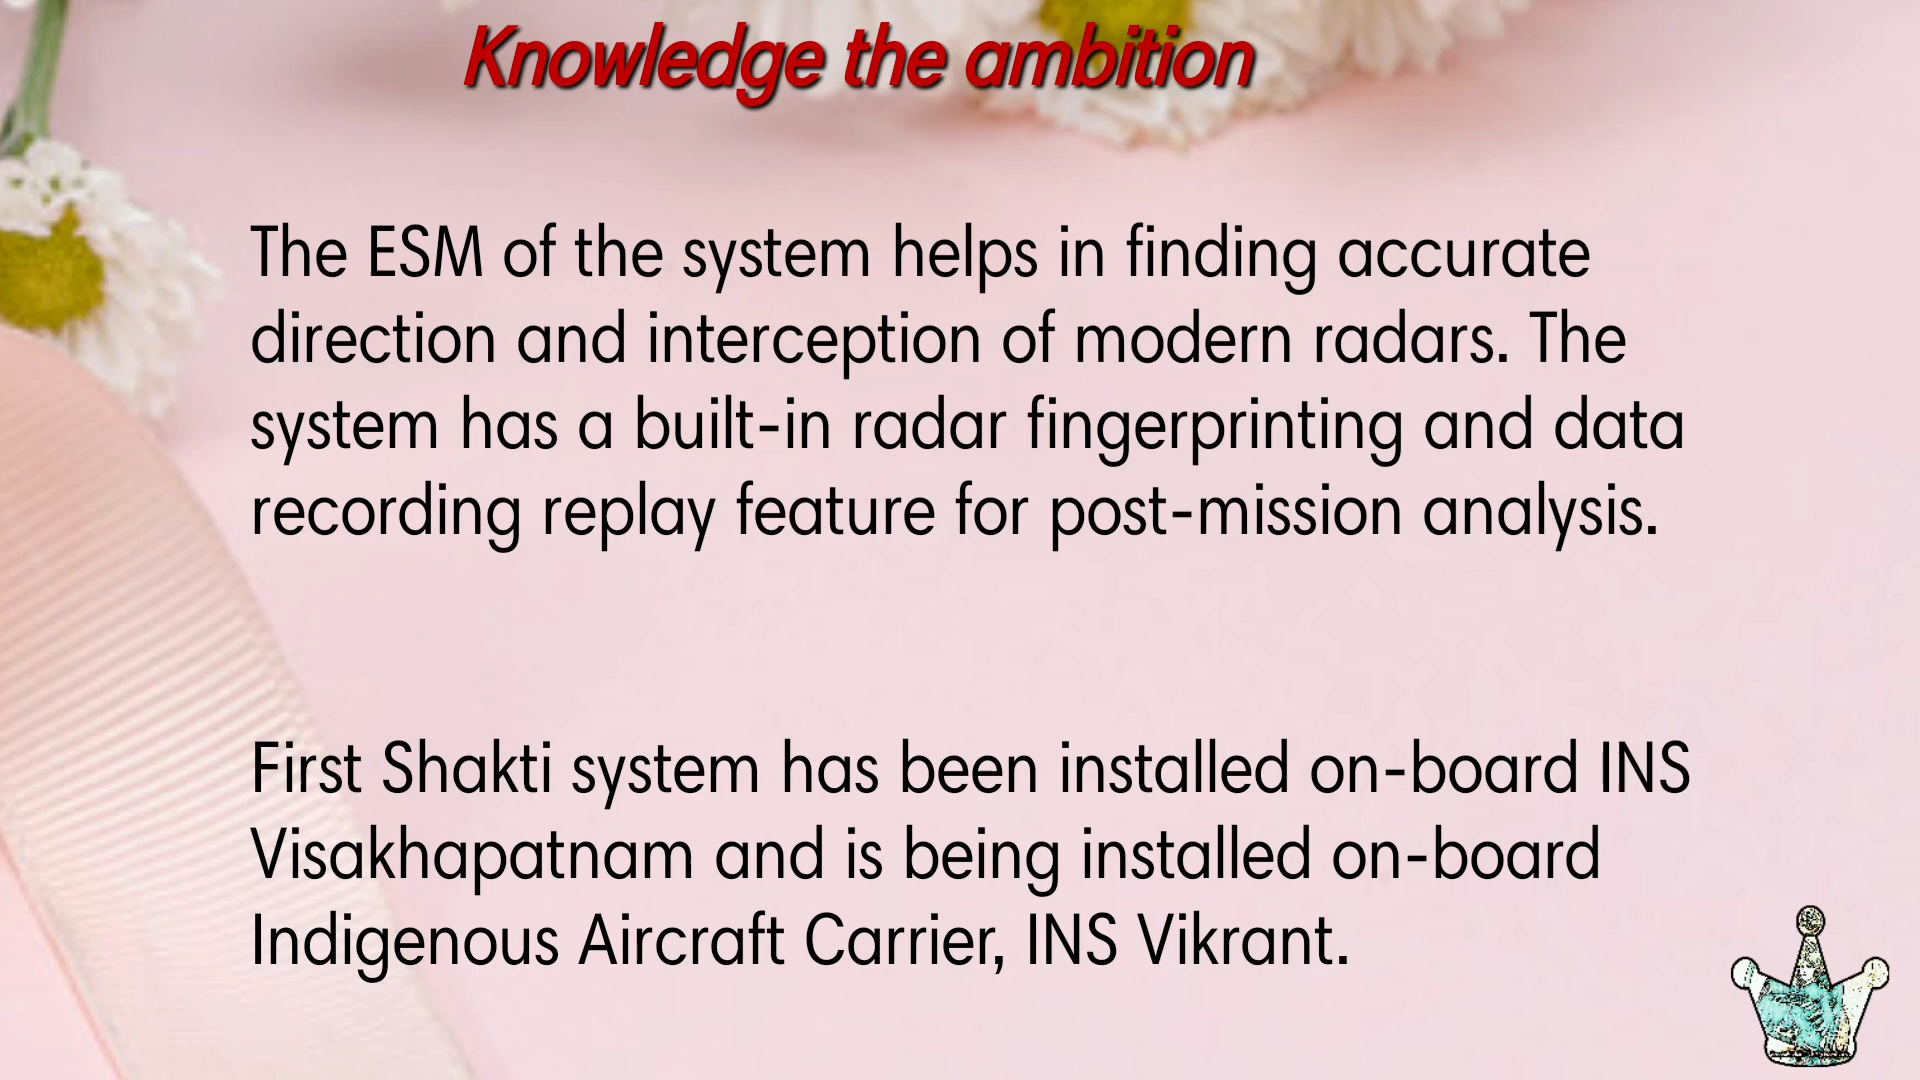 Knowledge the ambition
The ESM of the system helps in finding accurate
direction and interception of modern radars. The
system has a built-in radar fingerprinting and data
recording replay feature for post-mission analysis.
First Shakti system has been installed on-board INS
Visakhapatnam and is being installed on-board
Indigenous Aircraft Carrier, INS Vikrant.